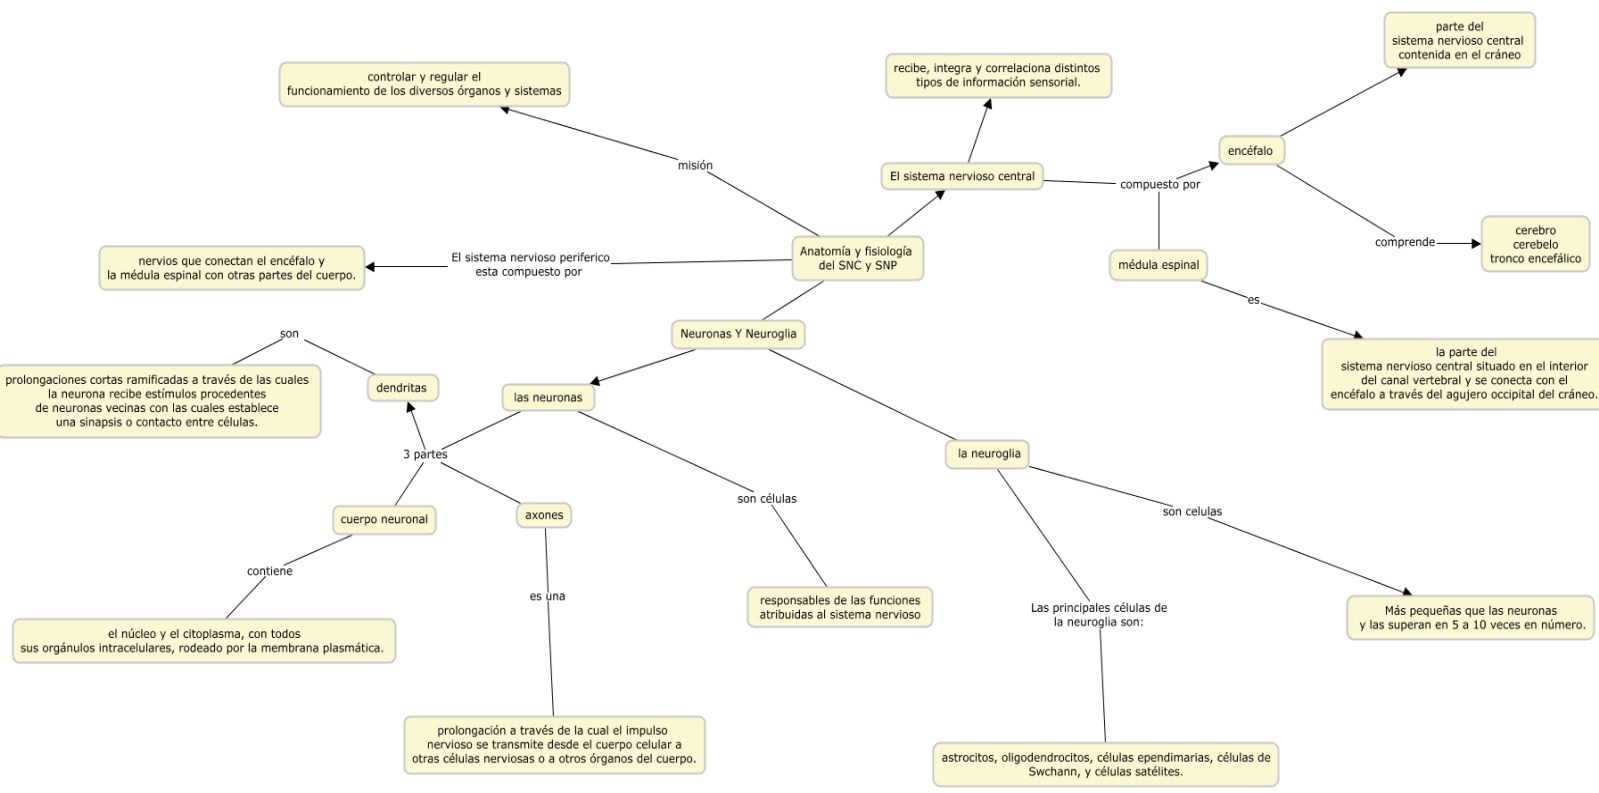 parte del
sistema nervioso central
contenida en el cráneo
recibe, integra y correlaciona distintos
tipos de información sensorial.
controlar y regular el
funcionamiento de los diversos órganos y sistemas
encéfalo
misión
El sistema nervioso central
compuesto por
cerebro
cerebelo
tronco encefálico
comprende
Anatomía y fisiología
del SNC y SNP
El sistema nervioso periferico
esta compuesto por
nervios que conectan el encéfalo y
la médula espinal con otras partes del cuerpo.
médula espinal
es
la parte del
sistema nervioso central situado en el interior
del canal vertebral y se conecta con el
encéfalo a través del agujero occipital del cráneo.
Neuronas Y Neuroglia
son
prolongaciones cortas ramificadas a través de las cuales
la neurona recibe estímulos procedentes
de neuronas vecinas con las cuales establece
una sinapsis o contacto entre células.
dendritas
las neuronas
3 partes
la neuroglia
son células
son celulas
cuerpo neuronal
axones
contiene
es una
responsables de las funciones
atribuidas al sistema nervioso
Las principales células de
la neuroglia son:
Más pequeñas que las neuronas
y las superan en 5 a 10 veces en número.
el núcleo y el citoplasma, con todos
sus orgánulos intracelulares, rodeado por la membrana plasmática.
prolongación a través de la cual el impulso
nervioso se transmite desde el cuerpo celular a
otras células nerviosas o a otros órganos del cuerpo.
astrocitos, oligodendrocitos, células ependimarias, células de
Swchann, y células satélites.